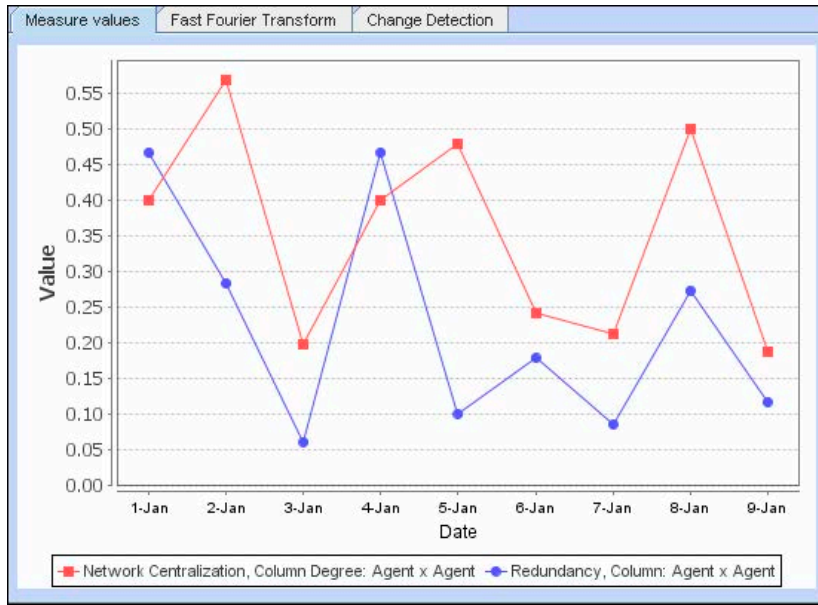 Measure values Fast Fourier Transform Change Detection
0.55
0.50
0.45
0.40
0.35
0.30
0.25
0.20
0.15
0.10
0.05
0.00
Value
1-Jan 2-Jan 3-Jan 4-Jan 5-Jan 6-Jan 7-Jan 8-Jan 9-Jan
Date
Network Centralization, Column Degree: Agent x Agent Redundancy, Column: Agent x Agent